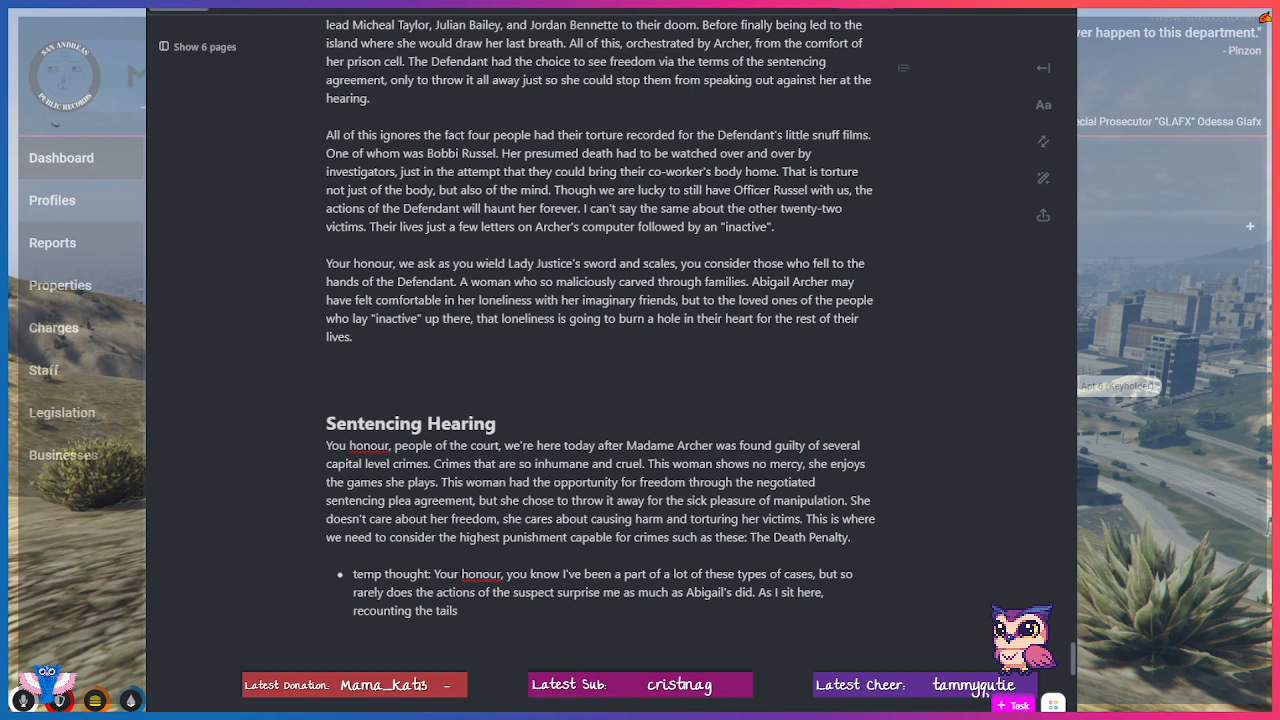 lead Micheal Taylor, Julian Bailey, and Jordan Bennette to their doom. Before finally being led to the
island where she would draw her last breath. All of this, orchestrated by Archer, from the comfort of
her prison cell. The Defendant had the choice to see freedom via the terms of the sentencing
agreement, only to throw it all away just so she could stop them from speaking out against her at the
hearing.
All of this ignores the fact four people had their torture recorded for the Defendant's little snuff films.
One of whom was Bobbi Russel. Her presumed death had to be watched over and over by
investigators, just in the attempt that they could bring their co-worker's body home. That is torture
not just of the body, but also of the mind. Though we are lucky to still have Officer Russel with us, the
actions of the Defendant will haunt her forever. I can't say the same about the other twenty-two
victims. Their lives just a few letters on Archer's computer followed by an "inactive".
Your honour, we ask as you wield Lady Justice's sword and scales, you consider those who fell to the
hands of the Defendant. A woman who so maliciously carved through families. Abigail Archer may
have felt comfortable in her loneliness with her imaginary friends, but to the loved ones of the people
who lay "inactive" up there, that loneliness is going to burn a hole in their heart for the rest of their
lives.
Sentencing Hearing
You honour, people of the court, we're here today after Madame Archer was found guilty of several
capital level crimes. Crimes that are so inhumane and cruel. This woman shows no mercy, she enjoys
the games she plays. This woman had the opportunity for freedom through the negotiated
sentencing plea agreement, but she chose to throw it away for the sick pleasure of manipulation. She
doesn't care about her freedom, she cares about causing harm and torturing her victims. This is where
we need to consider the highest punishment capable for crimes such as these: The Death Penalty.
• temp thought: Your honour, you know I've been a part of a lot of these types of cases, but so
rarely does the actions of the suspect surprise me as much as Abigail's did. As I sit here,
recounting the tails
Show 6 pages
SAN ANDREAS
PUBLIC RECORDS
M
Dashboard
Profiles
Reports
Properties
Charges
Staff
Legislation
Businesses
Aa
ver happen to this department."
- Pinzon
ecial Prosecutor "GLAFX" Odessa Glafx
+
Apt 6 (Keyholder)
Latest Donation: Mama_Kat13 -
Latest Sub: cristinag
Latest Cheer: tammyqutie
+ Task